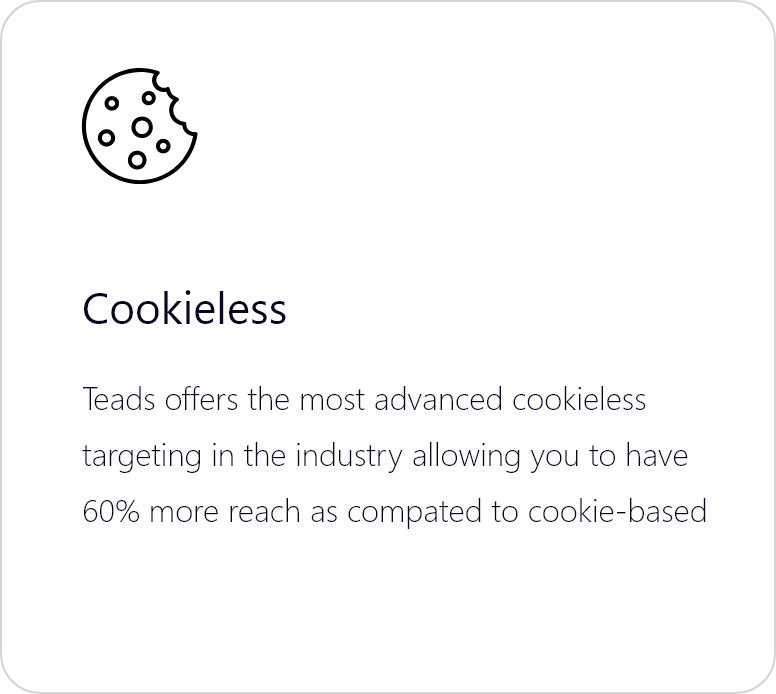 Cookieless
Teads offers the most advanced cookieless
targeting in the industry allowing you to have
60% more reach as compated to cookie-based